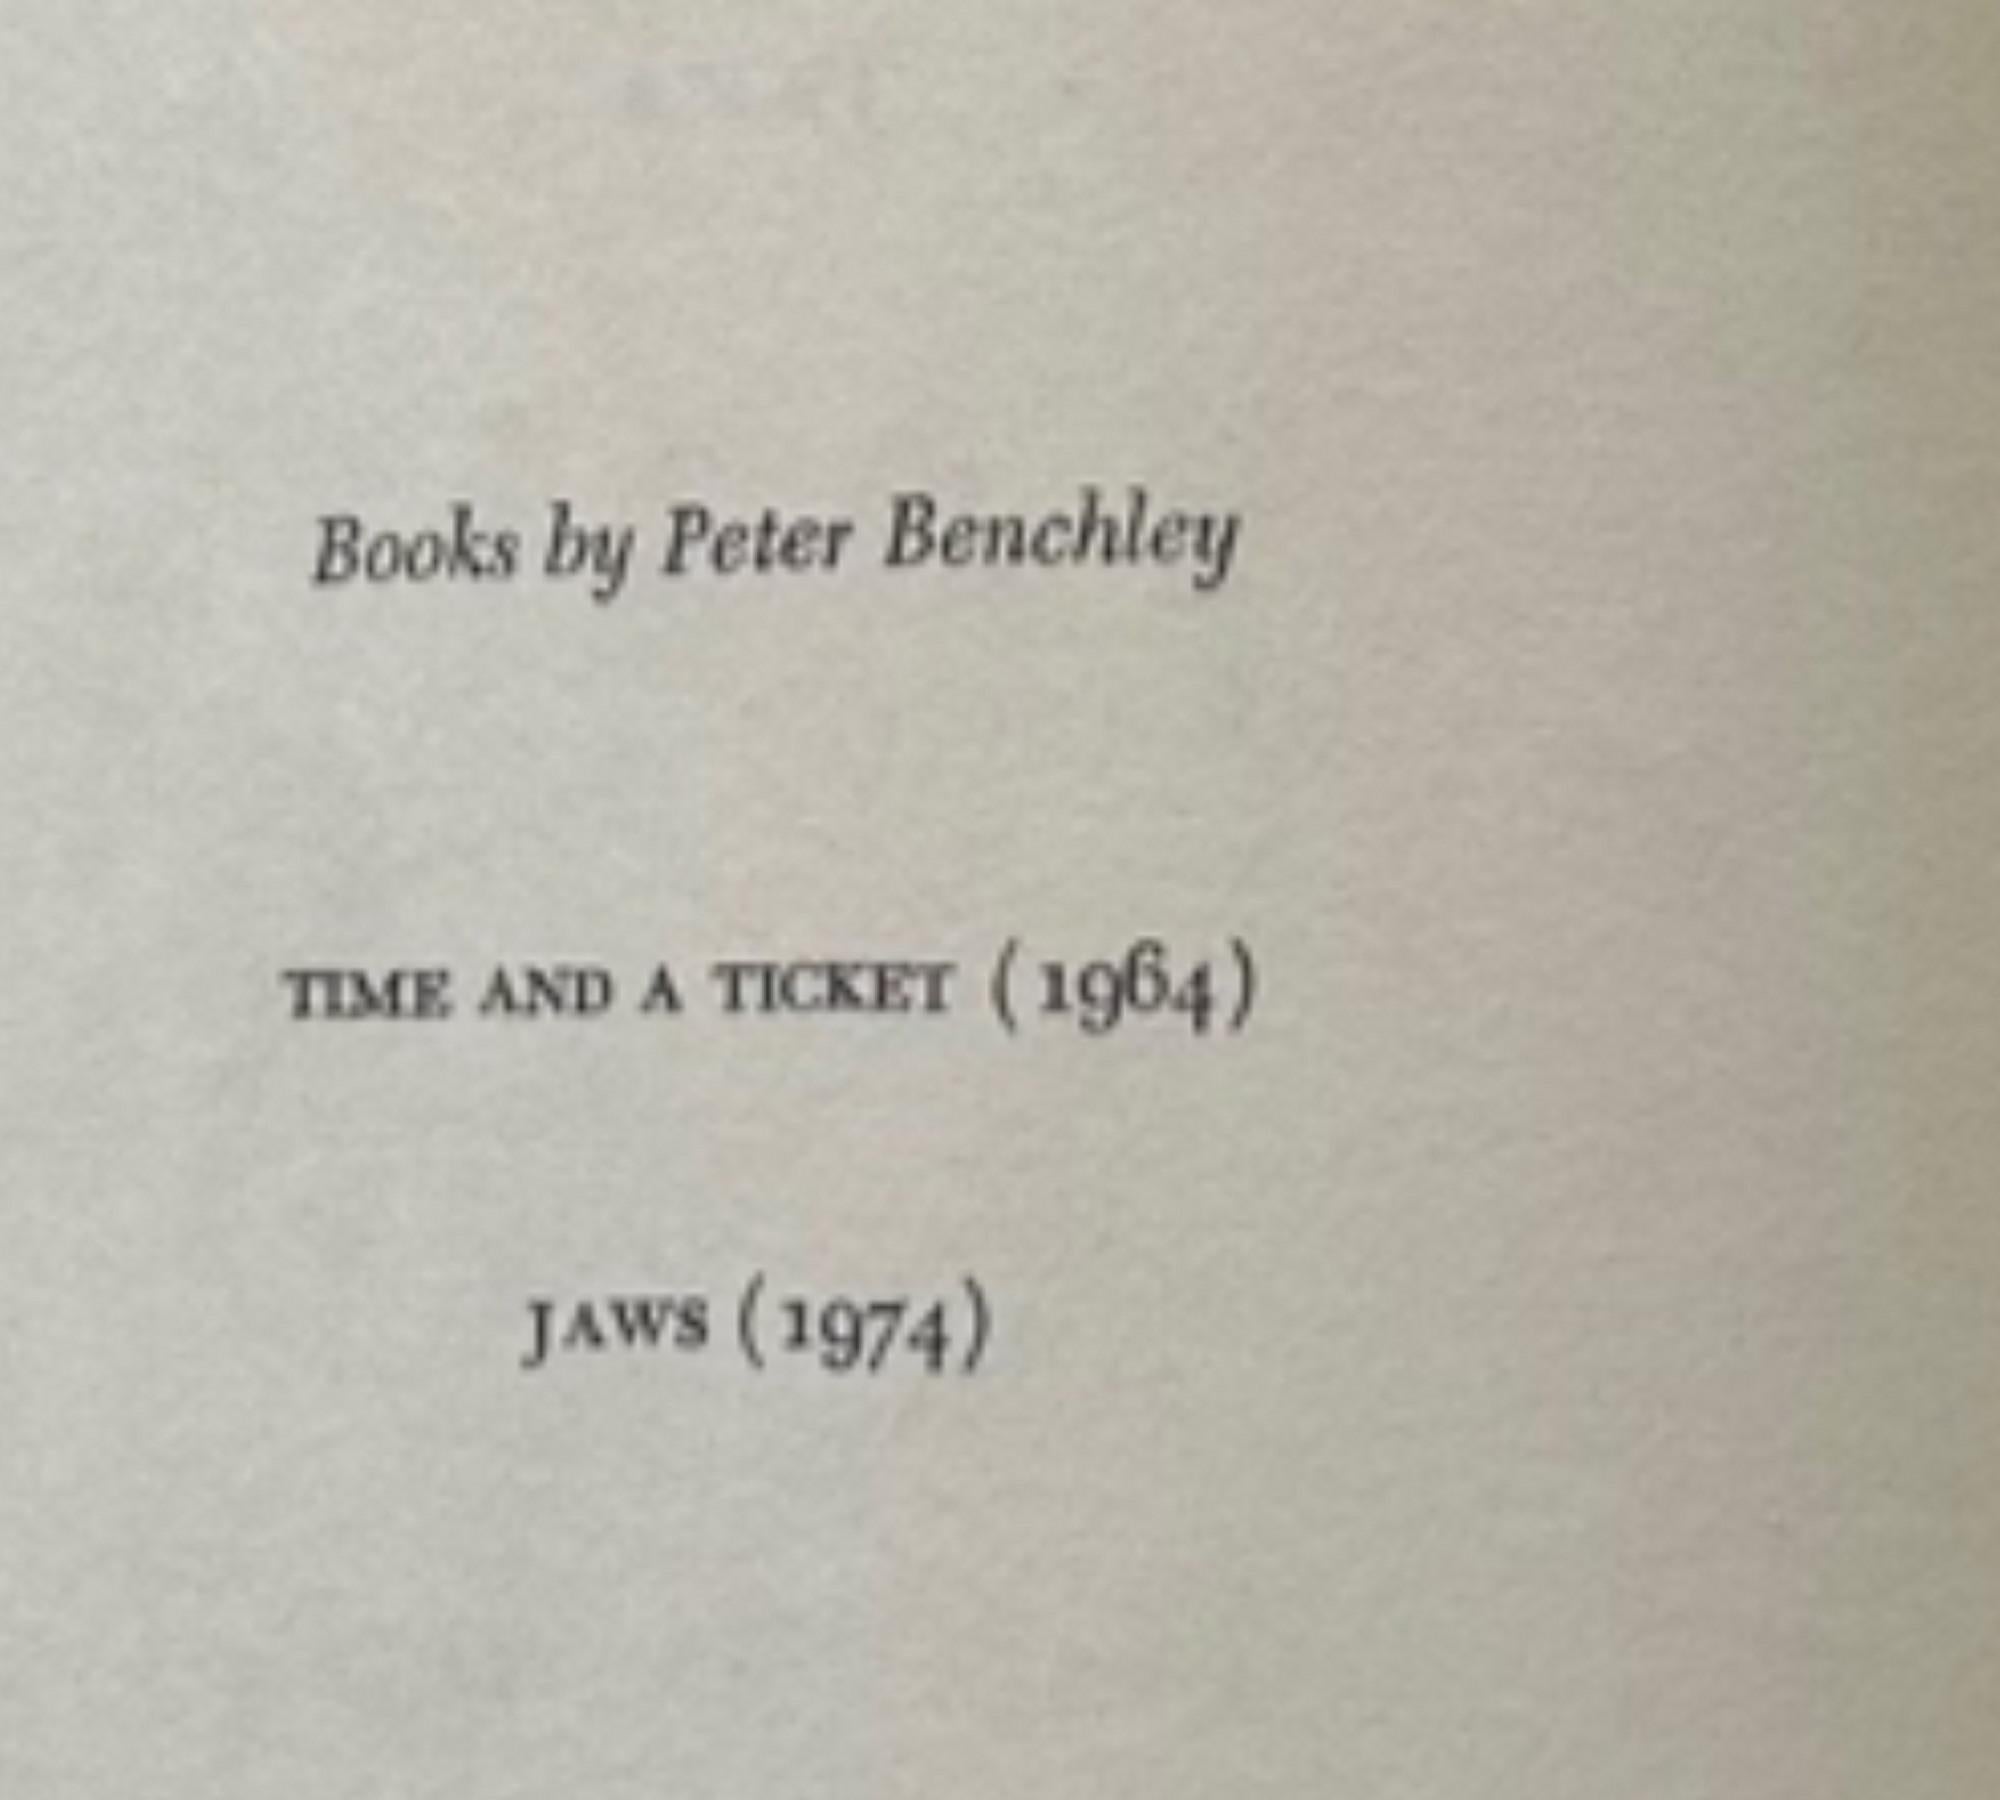 Books by Peter Benchley
TIME AND A TICKET (1964)
JAWS (1974)